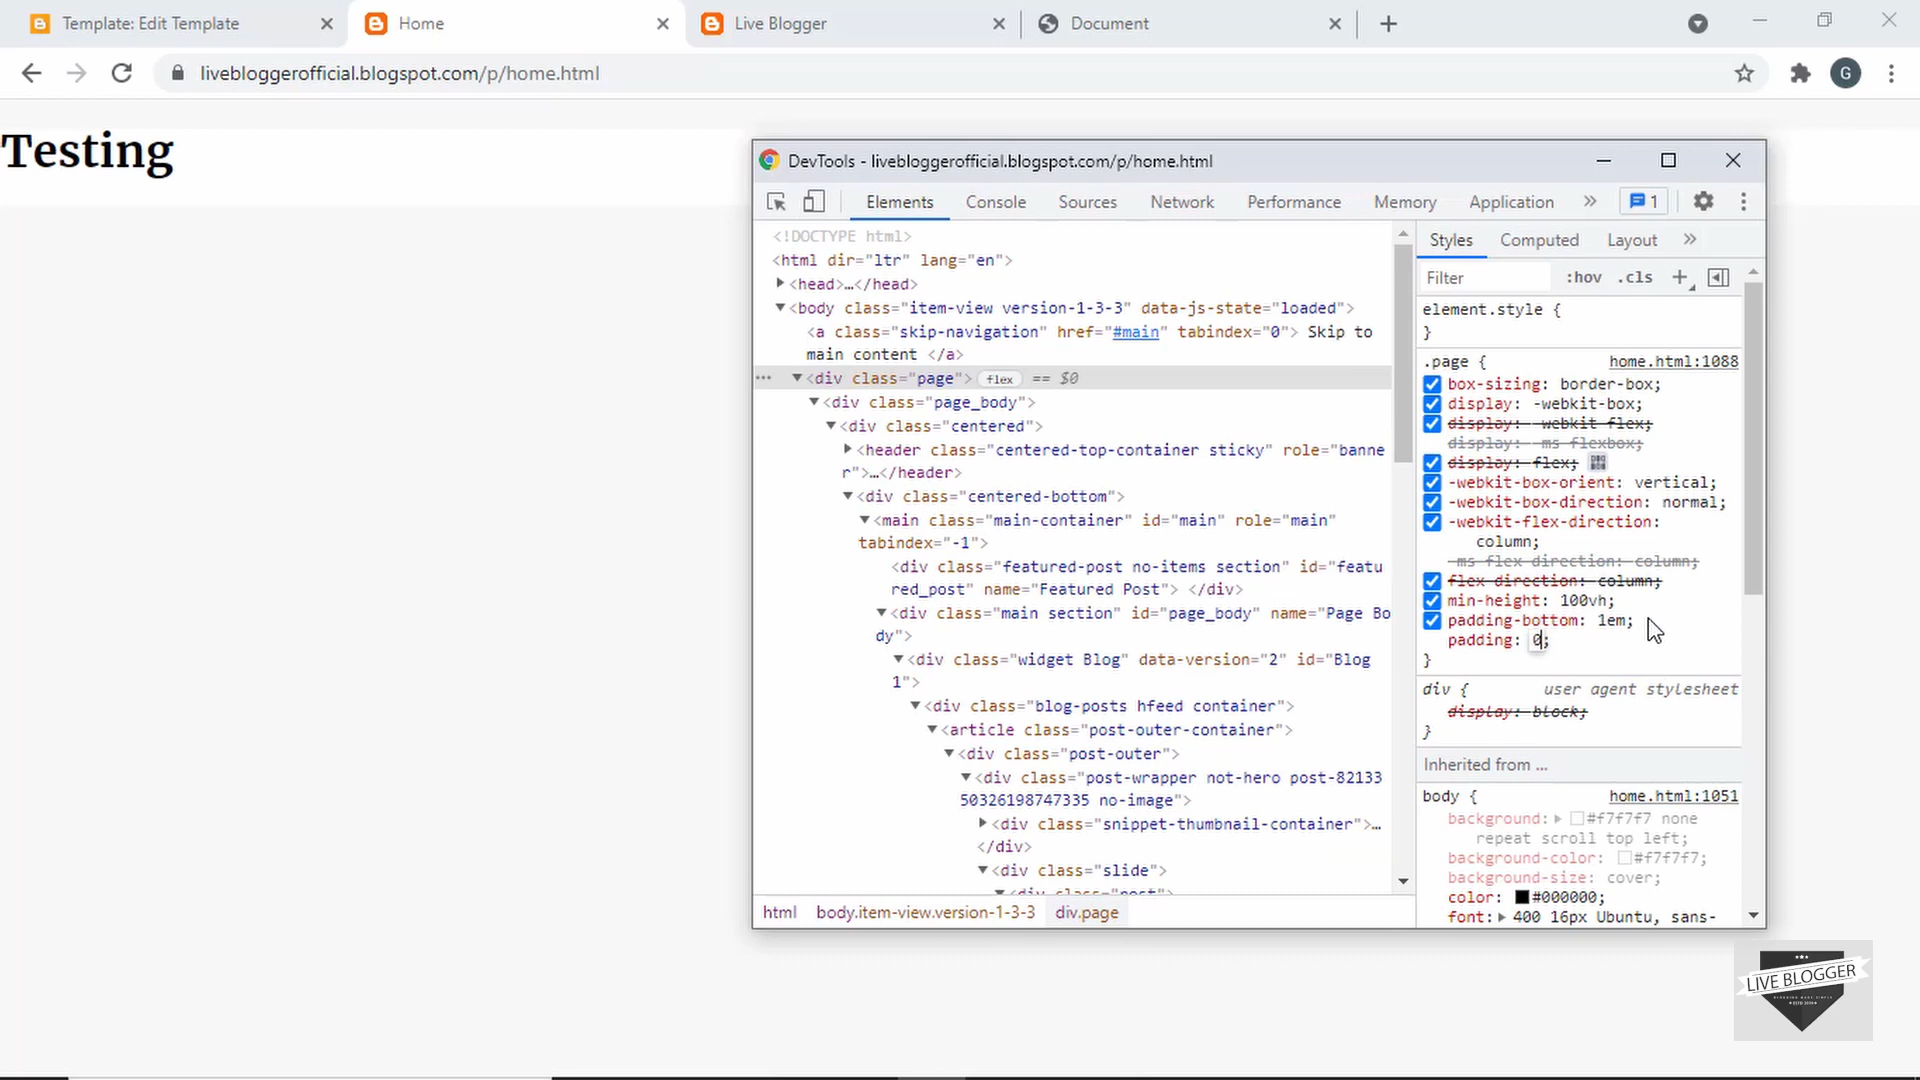 Template: Edit Template
Home
Live Blogger
Document
livebloggerofficial.blogspot.com/p/home.html
G
Testing
DevTools - livebloggerofficial.blogspot.com/p/home.html
Elements Console Sources Network Performance Memory Application » 1
<!DOCTYPE html>
<html dir="ltr" lang="en">
<head>…</head>
<body class="item-view version-1-3-3" data-js-state="loaded">
<a class="skip-navigation" href="#main" tabindex="0"> Skip to
main content </a>
<div class="page"> flex == $0
<div class="page_body">
<div class="centered">
<header class="centered-top-container sticky" role="banne
r">…</header>
<div class="centered-bottom">
<main class="main-container" id="main" role="main"
tabindex="-1">
<div class="featured-post no-items section" id="featu
red_post" name="Featured Post"> </div>
<div class="main section" id="page_body" name="Page Bo
dy">
<div class="widget Blog" data-version="2" id="Blog
1">
<div class="blog-posts hfeed container">
<article class="post-outer-container">
<div class="post-outer">
<div class="post-wrapper not-hero post-82133
50326198747335 no-image">
<div class="snippet-thumbnail-container">…
</div>
<div class="slide">
<div class="post">
html body.item-view.version-1-3-3 div.page
Styles Computed Layout »
Filter :hov .cls +
element.style {
}
.page { home.html:1088
box-sizing: border-box;
display: -webkit-box;
display: -webkit-flex;
display: -ms-flexbox;
display: flex;
-webkit-box-orient: vertical;
-webkit-box-direction: normal;
-webkit-flex-direction:
column;
-ms-flex-direction: column;
flex-direction: column;
min-height: 100vh;
padding-bottom: 1em;
padding: 0;
}
div { user agent stylesheet
display: block;
}
Inherited from ...
body { home.html:1051
background: #f7f7f7 none
repeat scroll top left;
background-color: #f7f7f7;
background-size: cover;
color: #000000;
font: 400 16px Ubuntu, sans-
LIVE BLOGGER